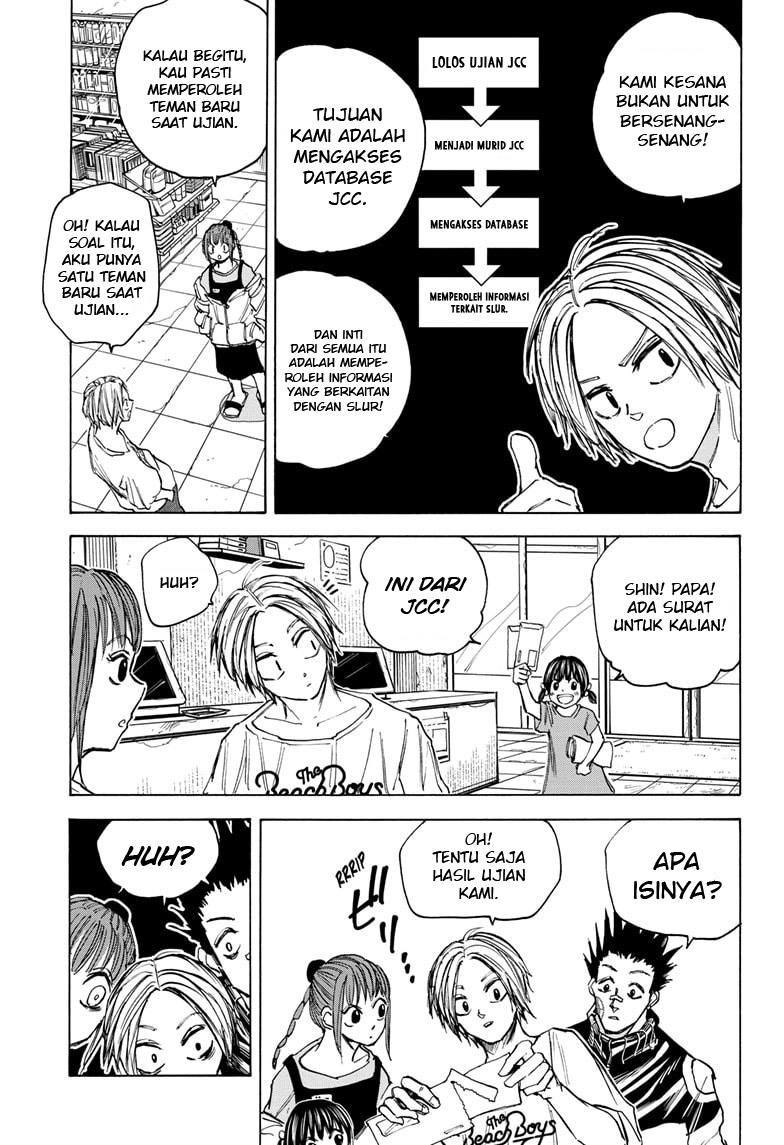 KAMI KESANA
BUKAN UNTUK
BERSENANG-
SENANG!
LOLOS UJIAN JCC
MENJADI MURID JCC
MENGAKSES DATABASE
MEMPEROLEH INFORMASI
TERKAIT SLUR.
TUJUAN
KAMI ADALAH
MENGAKSES
DATABASE
JCC.
DAN INTI
DARI SEMUA ITU
ADALAH MEMPE-
ROLEH INFORMASI
YANG BERKAITAN
DENGAN SLUR!
KALAU BEGITU,
KAU PASTI
MEMPEROLEH
TEMAN BARU
SAAT UJIAN.
OH! KALAU
SOAL ITU,
AKU PUNYA
SATU TEMAN
BARU SAAT
UJIAN...
SHIN! PAPA!
ADA SURAT
UNTUK KALIAN!
INI DARI
JCC!
HUH?
The
Beach Boys
APA
ISINYA?
OH!
TENTU SAJA
HASIL UJIAN
KAMI.
RRRIP
ビリ
The
Beach Boys
HUH?